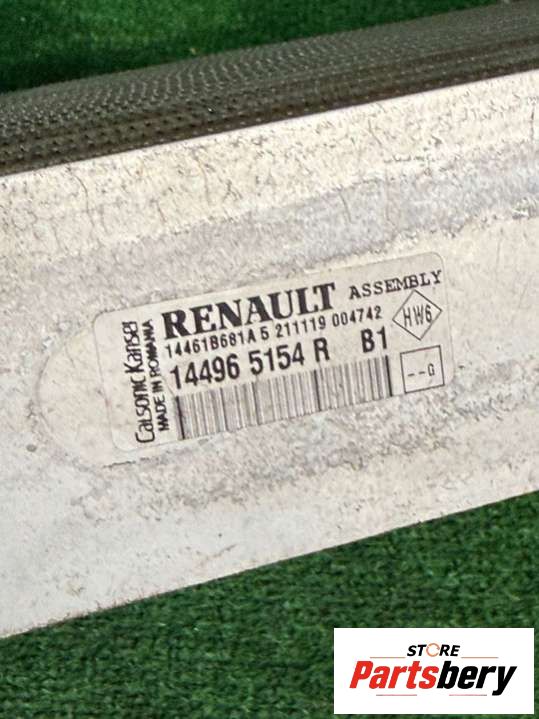 RENAULT ASSEMBLY
14461B681A 5 211119 004742
HW6
14496 5154 R B1
--G
Calsonic Kansei
MADE IN ROMANIA
STORE
Partsbery